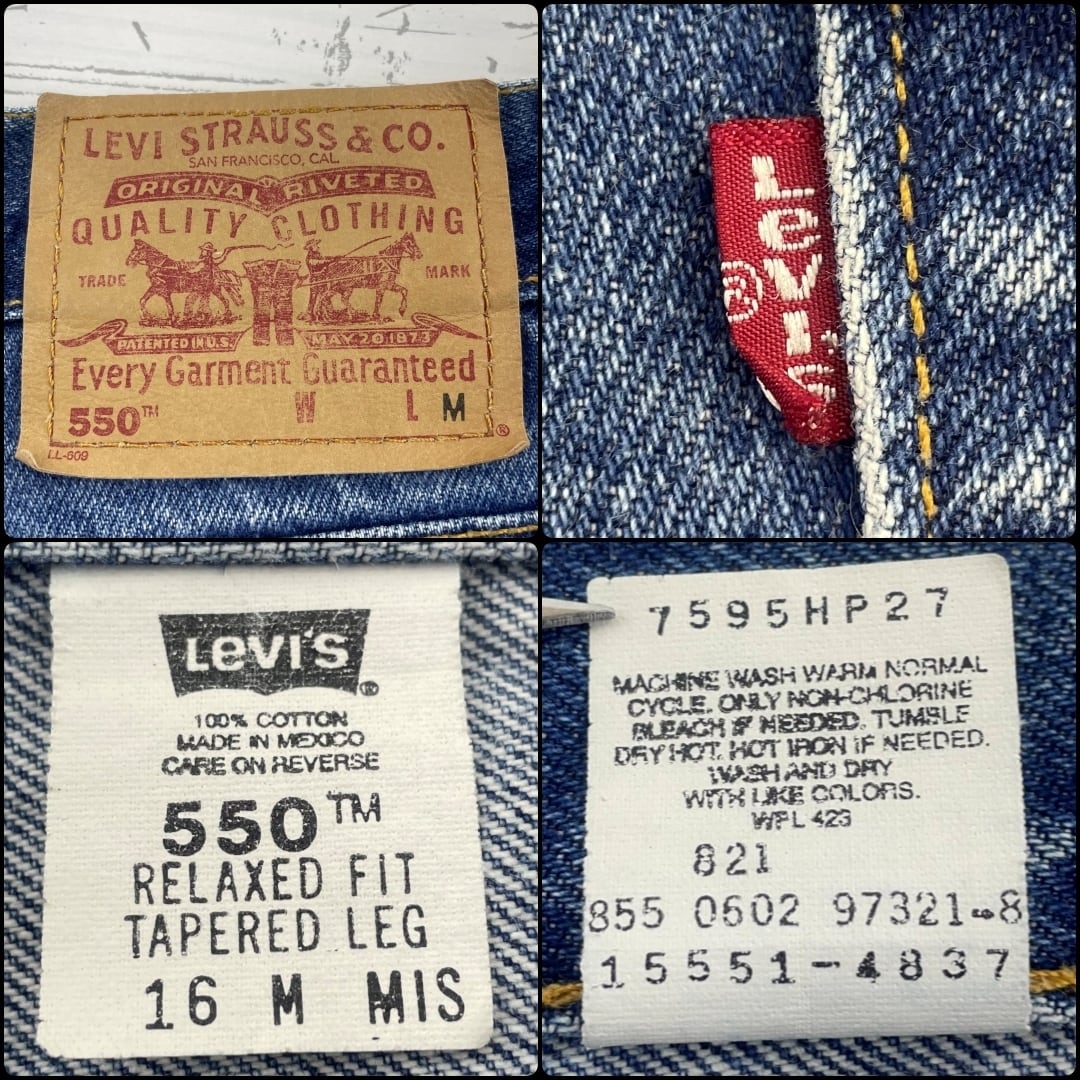 LEVI STRAUSS & CO.
SAN FRANCISCO, CAL
ORIGINAL RIVETED
QUALITY CLOTHING
TRADE MARK
PATENTED IN U.S. MAY 20 1873
Every Garment Guaranteed
550™ W L M ®
LL-609
Levi's ®
Levi's ®
100% COTTON
MADE IN MEXICO
CARE ON REVERSE
550™
RELAXED FIT
TAPERED LEG
16 M MIS
7595HP27
MACHINE WASH WARM NORMAL
CYCLE. ONLY NON-CHLORINE
BLEACH IF NEEDED. TUMBLE
DRY HOT. HOT IRON IF NEEDED.
WASH AND DRY
WITH LIKE COLORS.
WPL 423
821
855 0602 97321-8
15551-4837